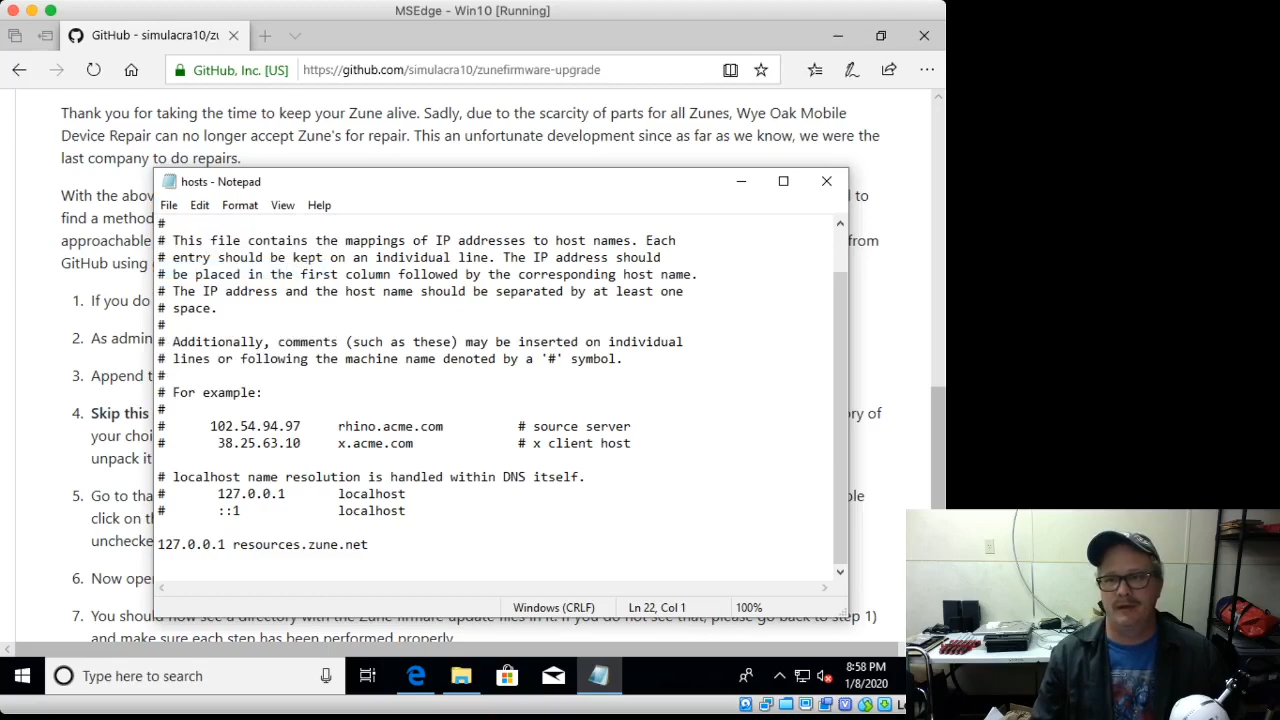 MSEdge - Win10 [Running]
GitHub - simulacra10/zu
GitHub, Inc. [US]
https://github.com/simulacra10/zunefirmware-upgrade
Thank you for taking the time to keep your Zune alive. Sadly, due to the scarcity of parts for all Zunes, Wye Oak Mobile
Device Repair can no longer accept Zune's for repair. This an unfortunate development since as far as we know, we were the
last company to do repairs.
With the abov
d to
find a method
approachable
from
GitHub using
1. If you do
2. As admin
3. Append t
4. Skip this
ory of
your choi
unpack it
5. Go to tha
ble
click on th
unchecke
6. Now ope
7. You should now see a directory with the Zune firmare update files in it. If you do not see that, please go back to step 1)
and make sure each step has been performed properly
hosts - Notepad
File Edit Format View Help
#
# This file contains the mappings of IP addresses to host names. Each
# entry should be kept on an individual line. The IP address should
# be placed in the first column followed by the corresponding host name.
# The IP address and the host name should be separated by at least one
# space.
#
# Additionally, comments (such as these) may be inserted on individual
# lines or following the machine name denoted by a '#' symbol.
#
# For example:
#
# 102.54.94.97 rhino.acme.com # source server
# 38.25.63.10 x.acme.com # x client host
# localhost name resolution is handled within DNS itself.
# 127.0.0.1 localhost
# ::1 localhost
127.0.0.1 resources.zune.net
Windows (CRLF) Ln 22, Col 1 100%
Type here to search
8:58 PM
1/8/2020